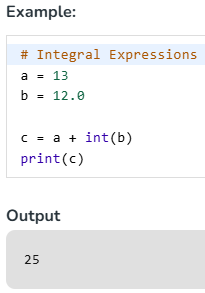 Example:
# Integral Expressions
a = 13
b = 12.0
c = a + int(b)
print(c)
Output
25